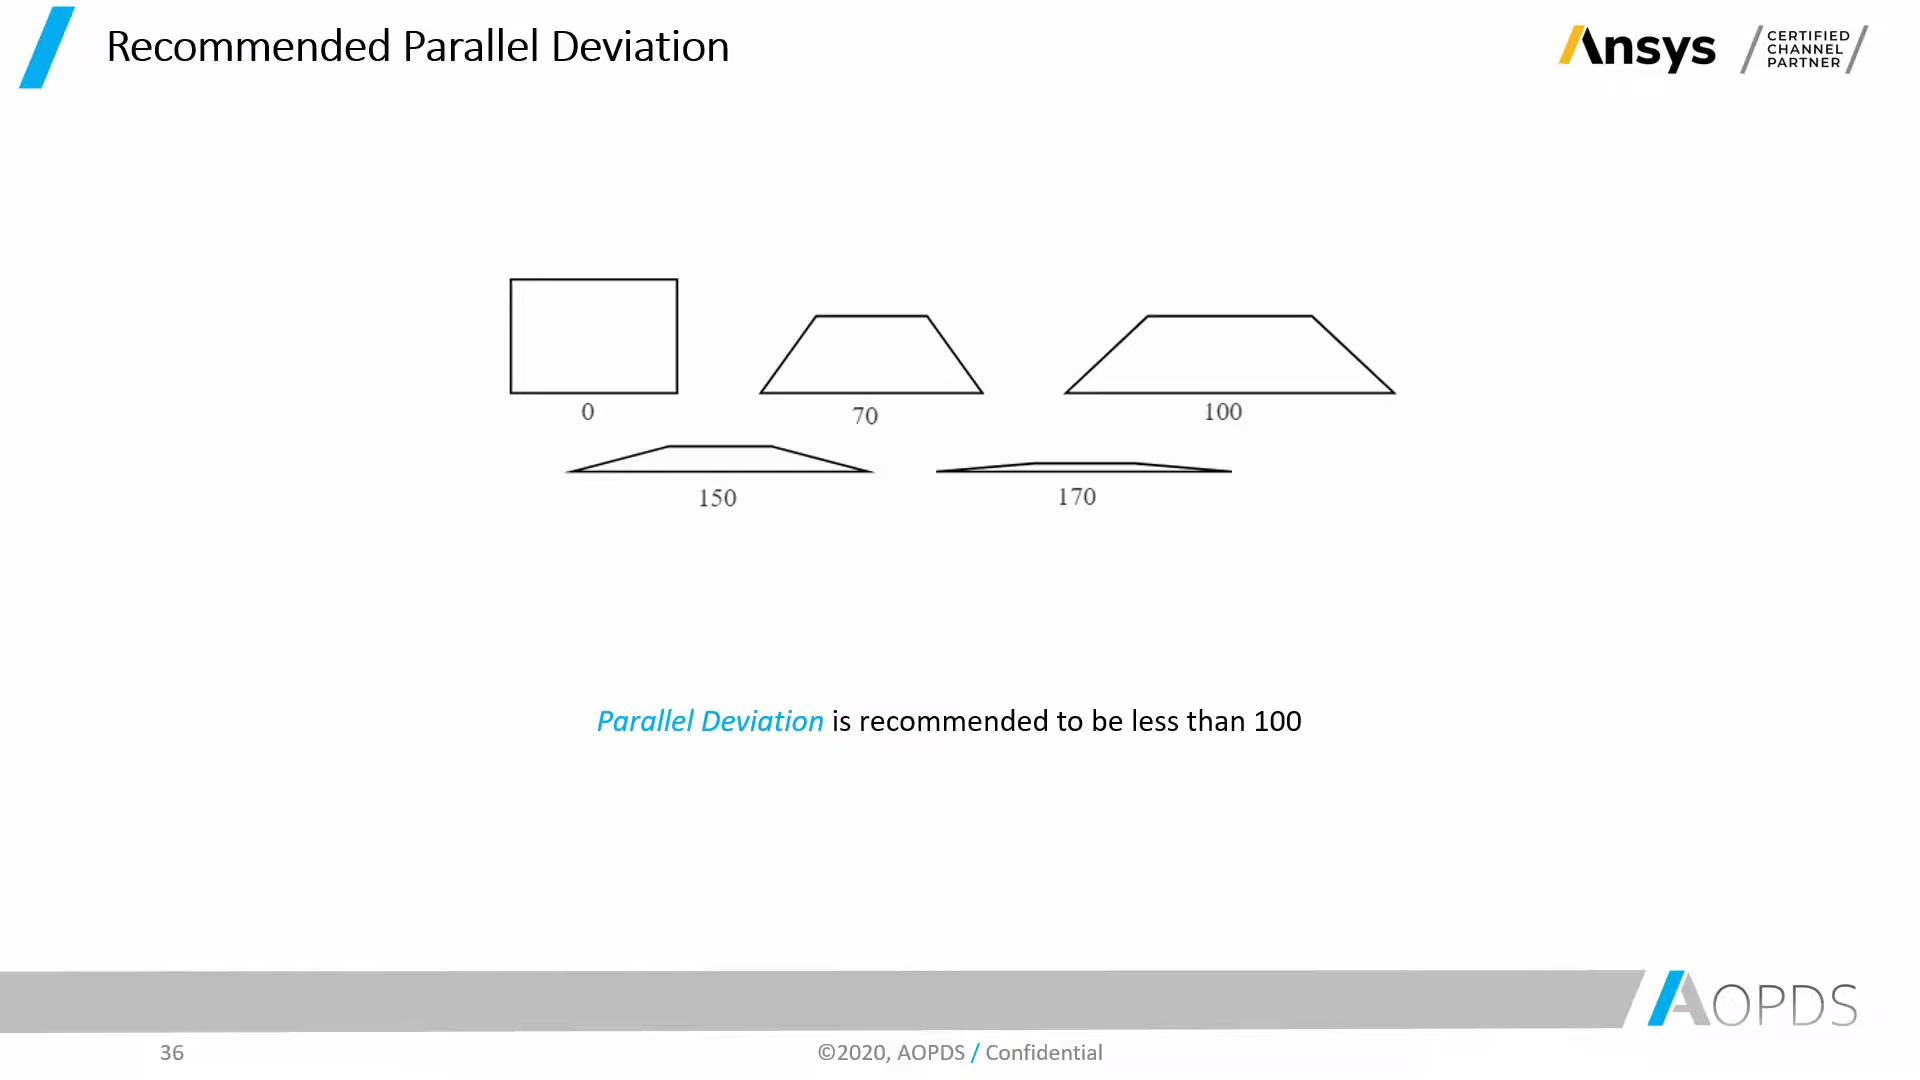 Recommended Parallel Deviation
Ansys
CERTIFIED
CHANNEL
PARTNER
0
70
100
150
170
Parallel Deviation is recommended to be less than 100
AOPDS
36
©2020, AOPDS / Confidential